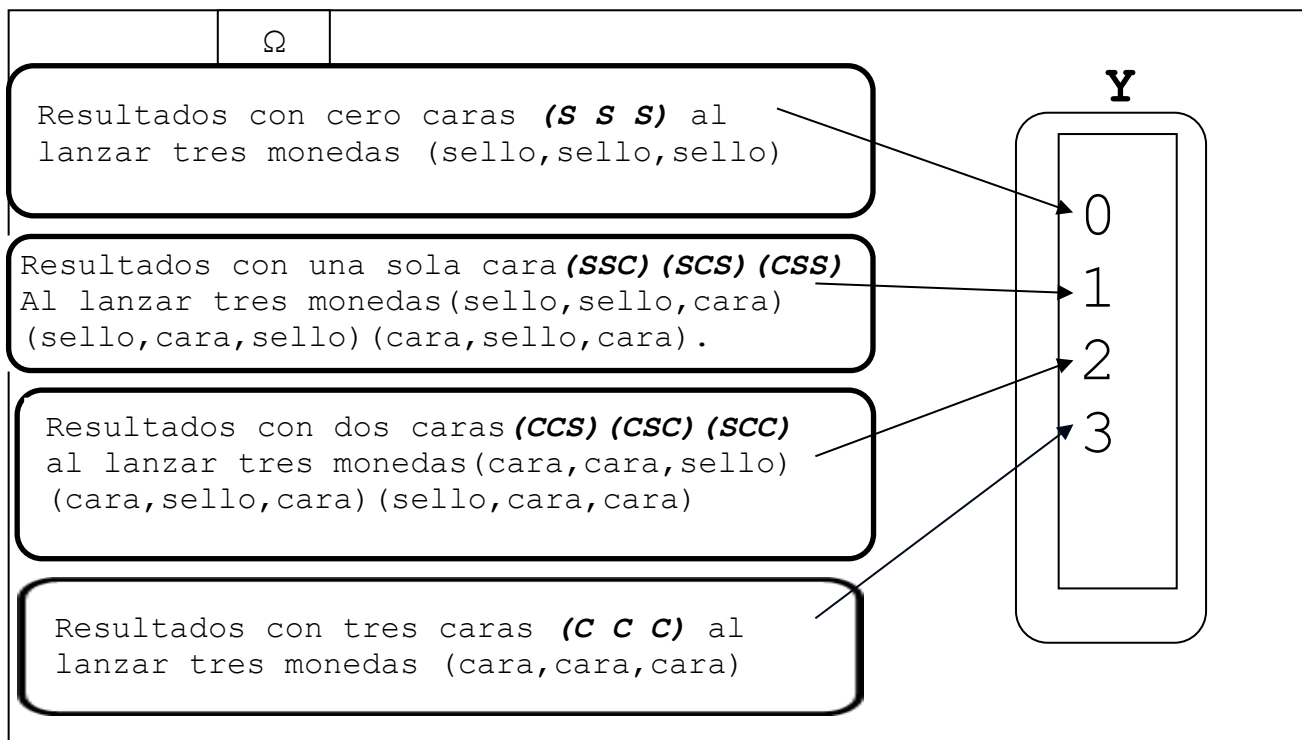 Ω
Resultados con cero caras (S S S) al
lanzar tres monedas (sello,sello,sello)
Resultados con una sola cara(SSC)(SCS)(CSS)
Al lanzar tres monedas(sello,sello,cara)
(sello,cara,sello)(cara,sello,cara).
Resultados con dos caras(CCS)(CSC)(SCC)
al lanzar tres monedas(cara,cara,sello)
(cara,sello,cara)(sello,cara,cara)
Resultados con tres caras (C C C) al
lanzar tres monedas (cara,cara,cara)
Y
0
1
2
3